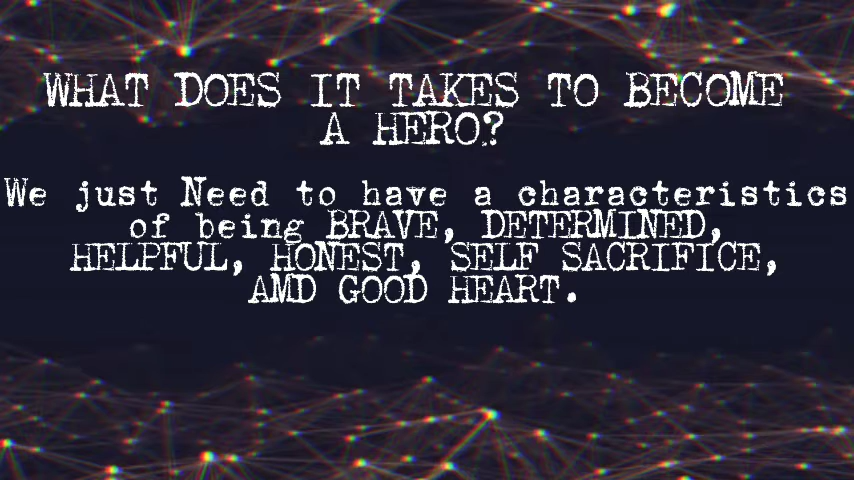 WHAT DOES IT TAKES TO BECOME
A HERO?
We just Need to have a characteristics
of being BRAVE, DETERMINED,
HELPFUL, HONEST, SELF SACRIFICE,
AMD GOOD HEART.